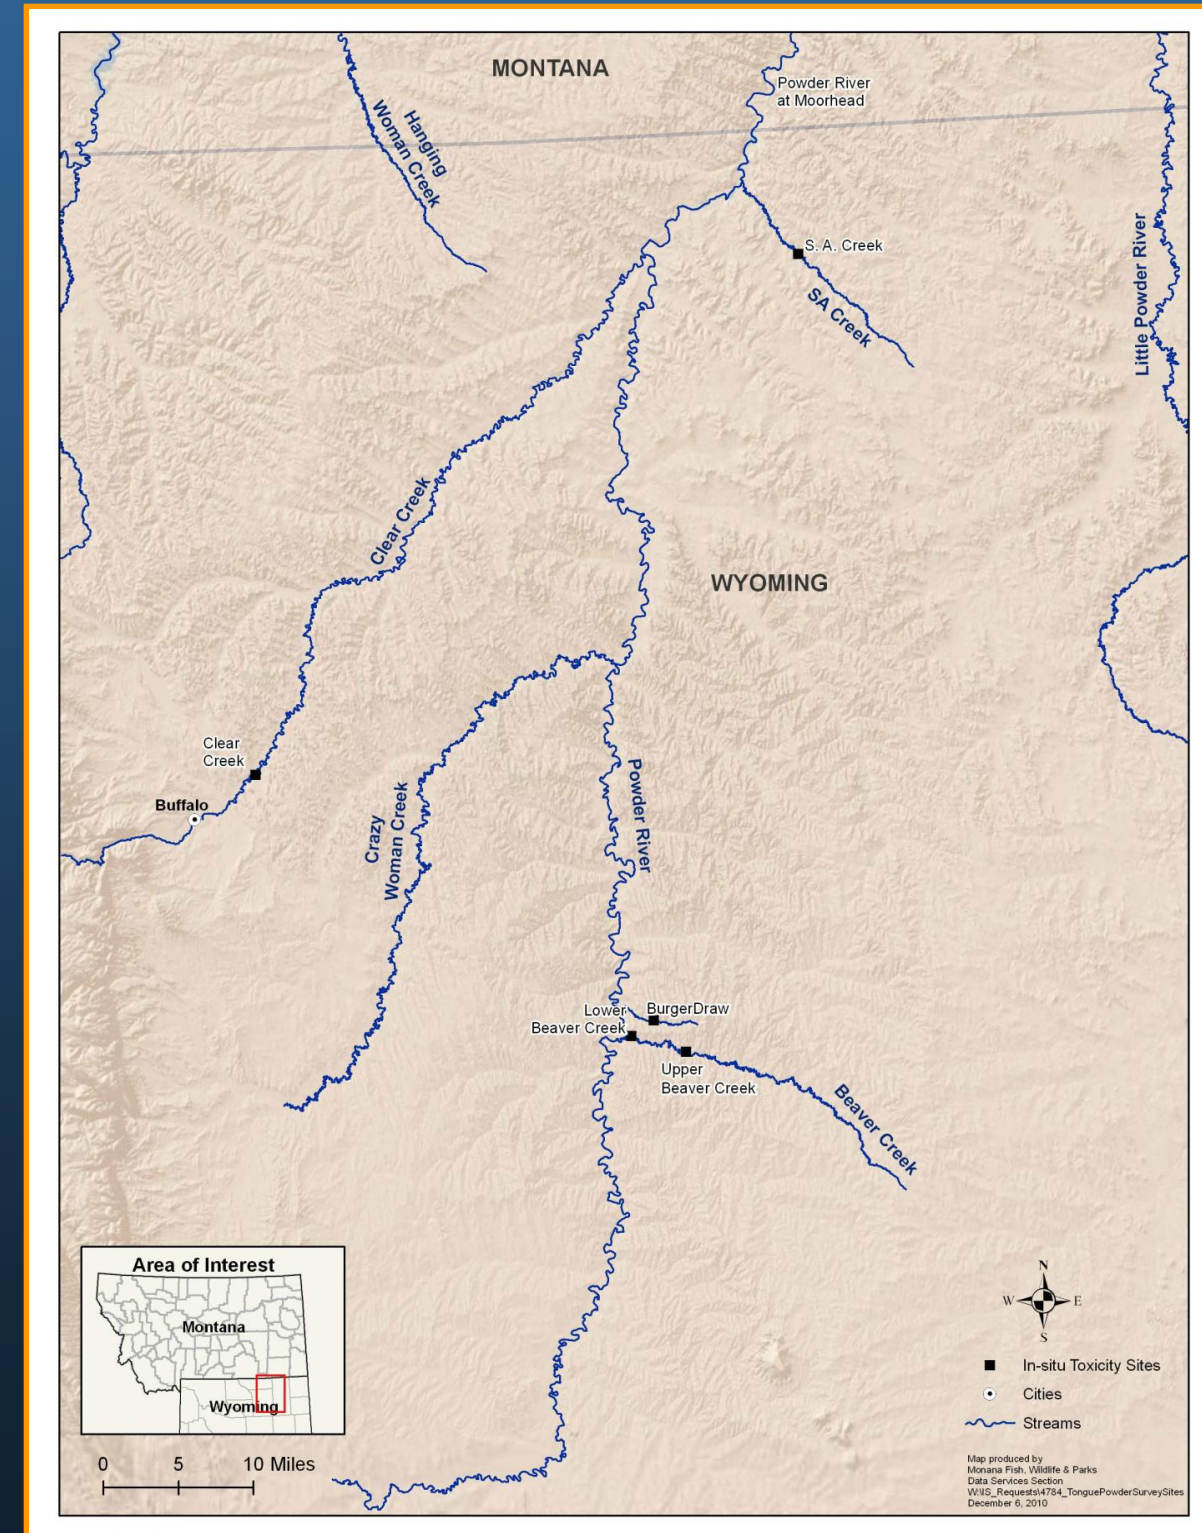 MONTANA
Powder River
at Moorhead
Hanging
Woman Creek
S. A. Creek
SA Creek
Little Powder River
Clear Creek
WYOMING
Clear
Creek
Buffalo
Crazy
Woman Creek
Powder River
Lower
Beaver Creek
BurgerDraw
Upper
Beaver Creek
Beaver Creek
Area of Interest
Montana
Wyoming
0 5 10 Miles
N
W E
S
In-situ Toxicity Sites
Cities
Streams
Map produced by
Monana Fish, Wildlife & Parks
Data Services Section
W:\IS_Requests\4784_TonguePowderSurveySites
December 6, 2010